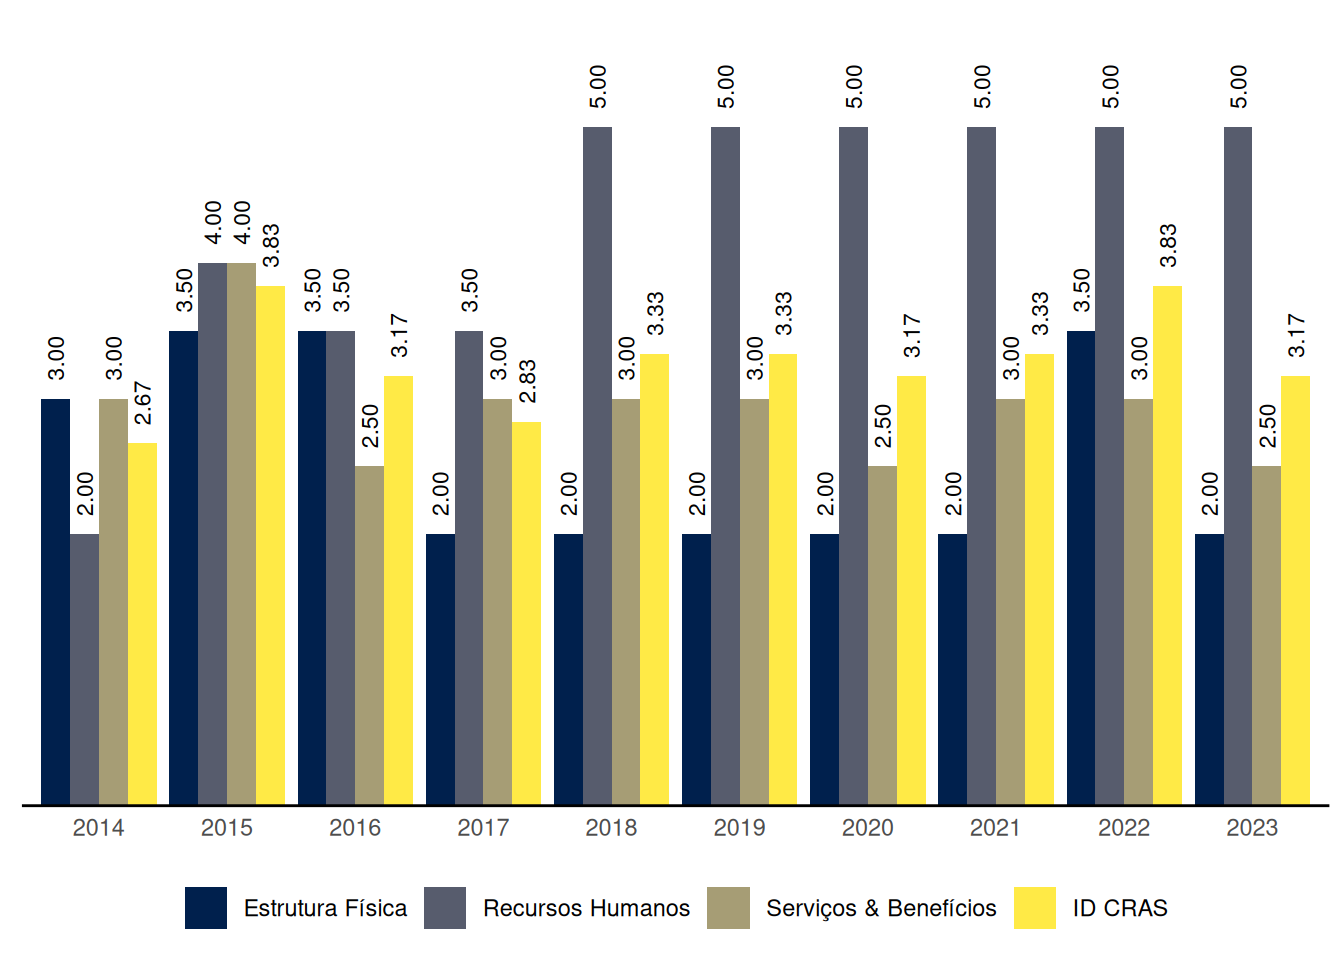 5.00 5.00 5.00 5.00 5.00 5.00
4.00 4.00
3.83 3.83
3.50 3.50 3.50 3.50 3.50
3.33 3.33 3.33
3.17 3.17 3.17
3.00 3.00 3.00 3.00 3.00 3.00 3.00
2.83
2.67
2.50 2.50 2.50
2.00 2.00 2.00 2.00 2.00 2.00 2.00
2014 2015 2016 2017 2018 2019 2020 2021 2022 2023
Estrutura Física Recursos Humanos Serviços & Benefícios ID CRAS